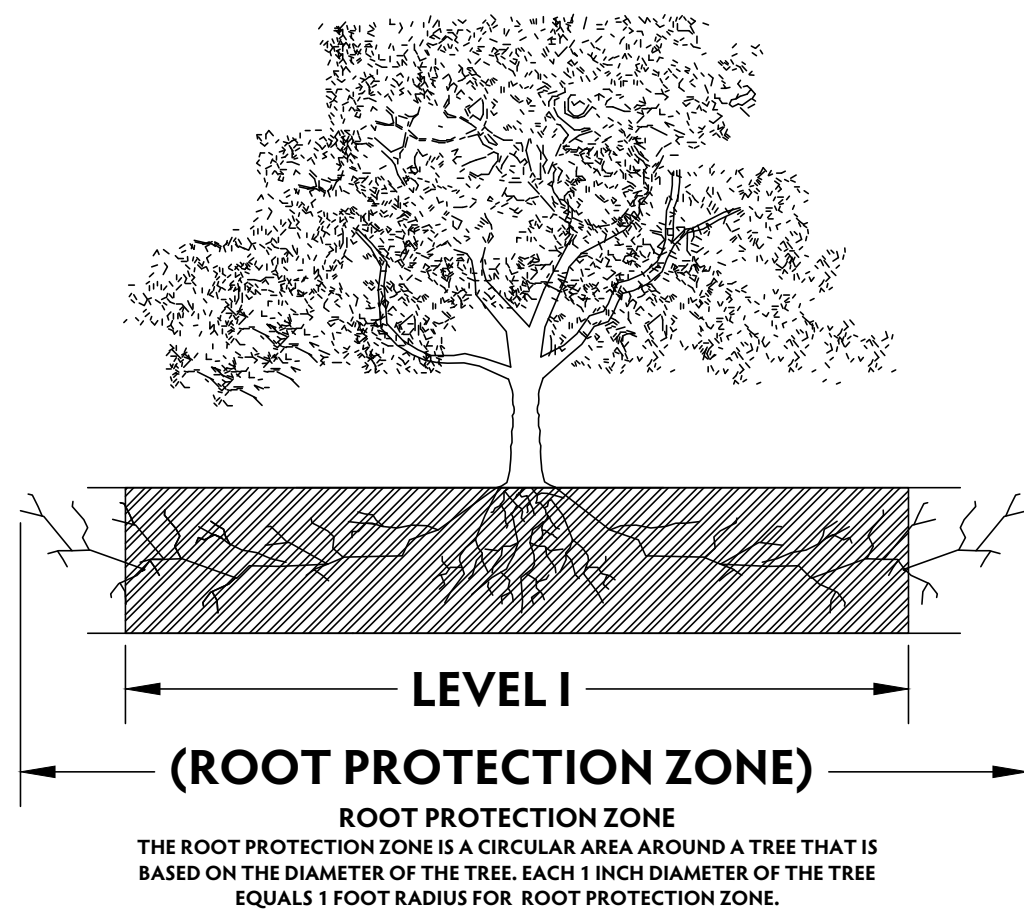 LEVEL I
(ROOT PROTECTION ZONE)
ROOT PROTECTION ZONE
THE ROOT PROTECTION ZONE IS A CIRCULAR AREA AROUND A TREE THAT IS
BASED ON THE DIAMETER OF THE TREE. EACH 1 INCH DIAMETER OF THE TREE
EQUALS 1 FOOT RADIUS FOR ROOT PROTECTION ZONE.